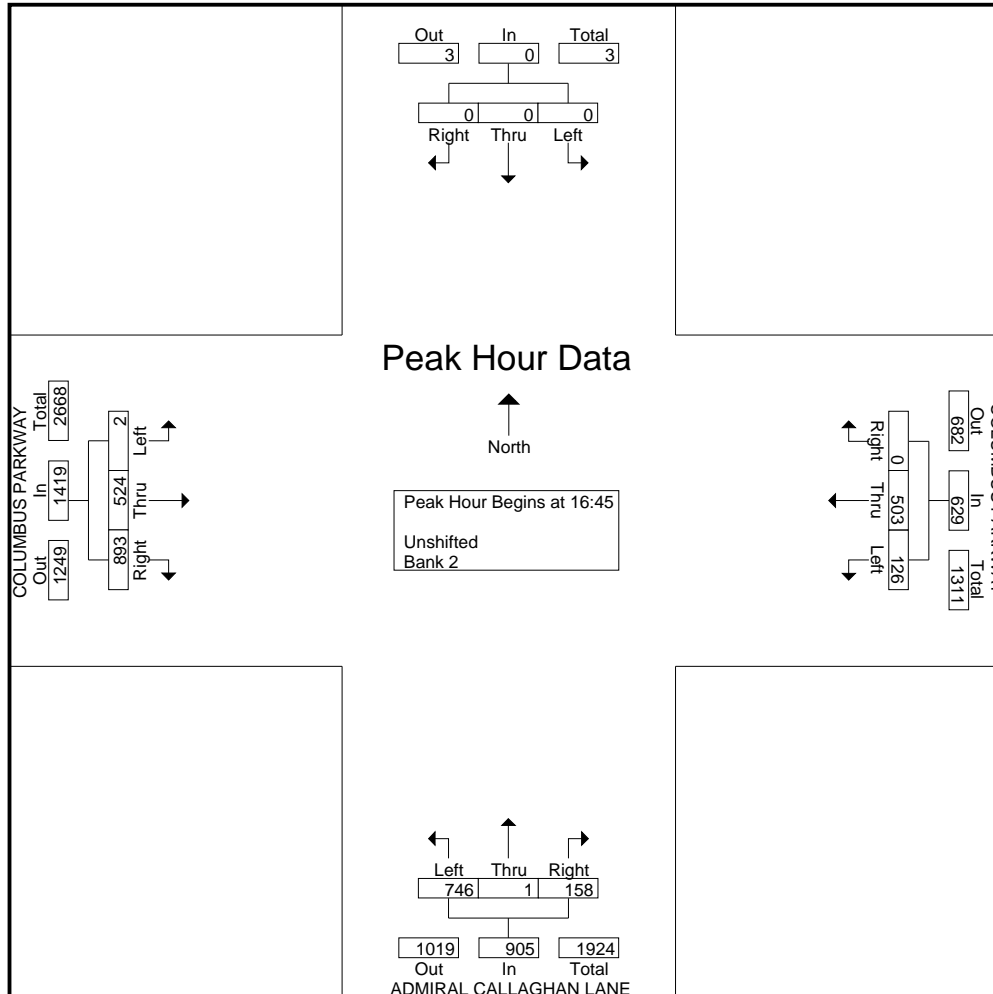 Out In Total
3 0 3
0 0 0
Right Thru Left
Peak Hour Data
North
Peak Hour Begins at 16:45
Unshifted
Bank 2
COLUMBUS PARKWAY
Total In Out
2668 1419 1249
2 524 893
Left Thru Right
Right Thru Left
0 503 126
682 629 1311
Out In Total
Left Thru Right
746 1 158
1019 905 1924
Out In Total
ADMIRAL CALLAGHAN LANE